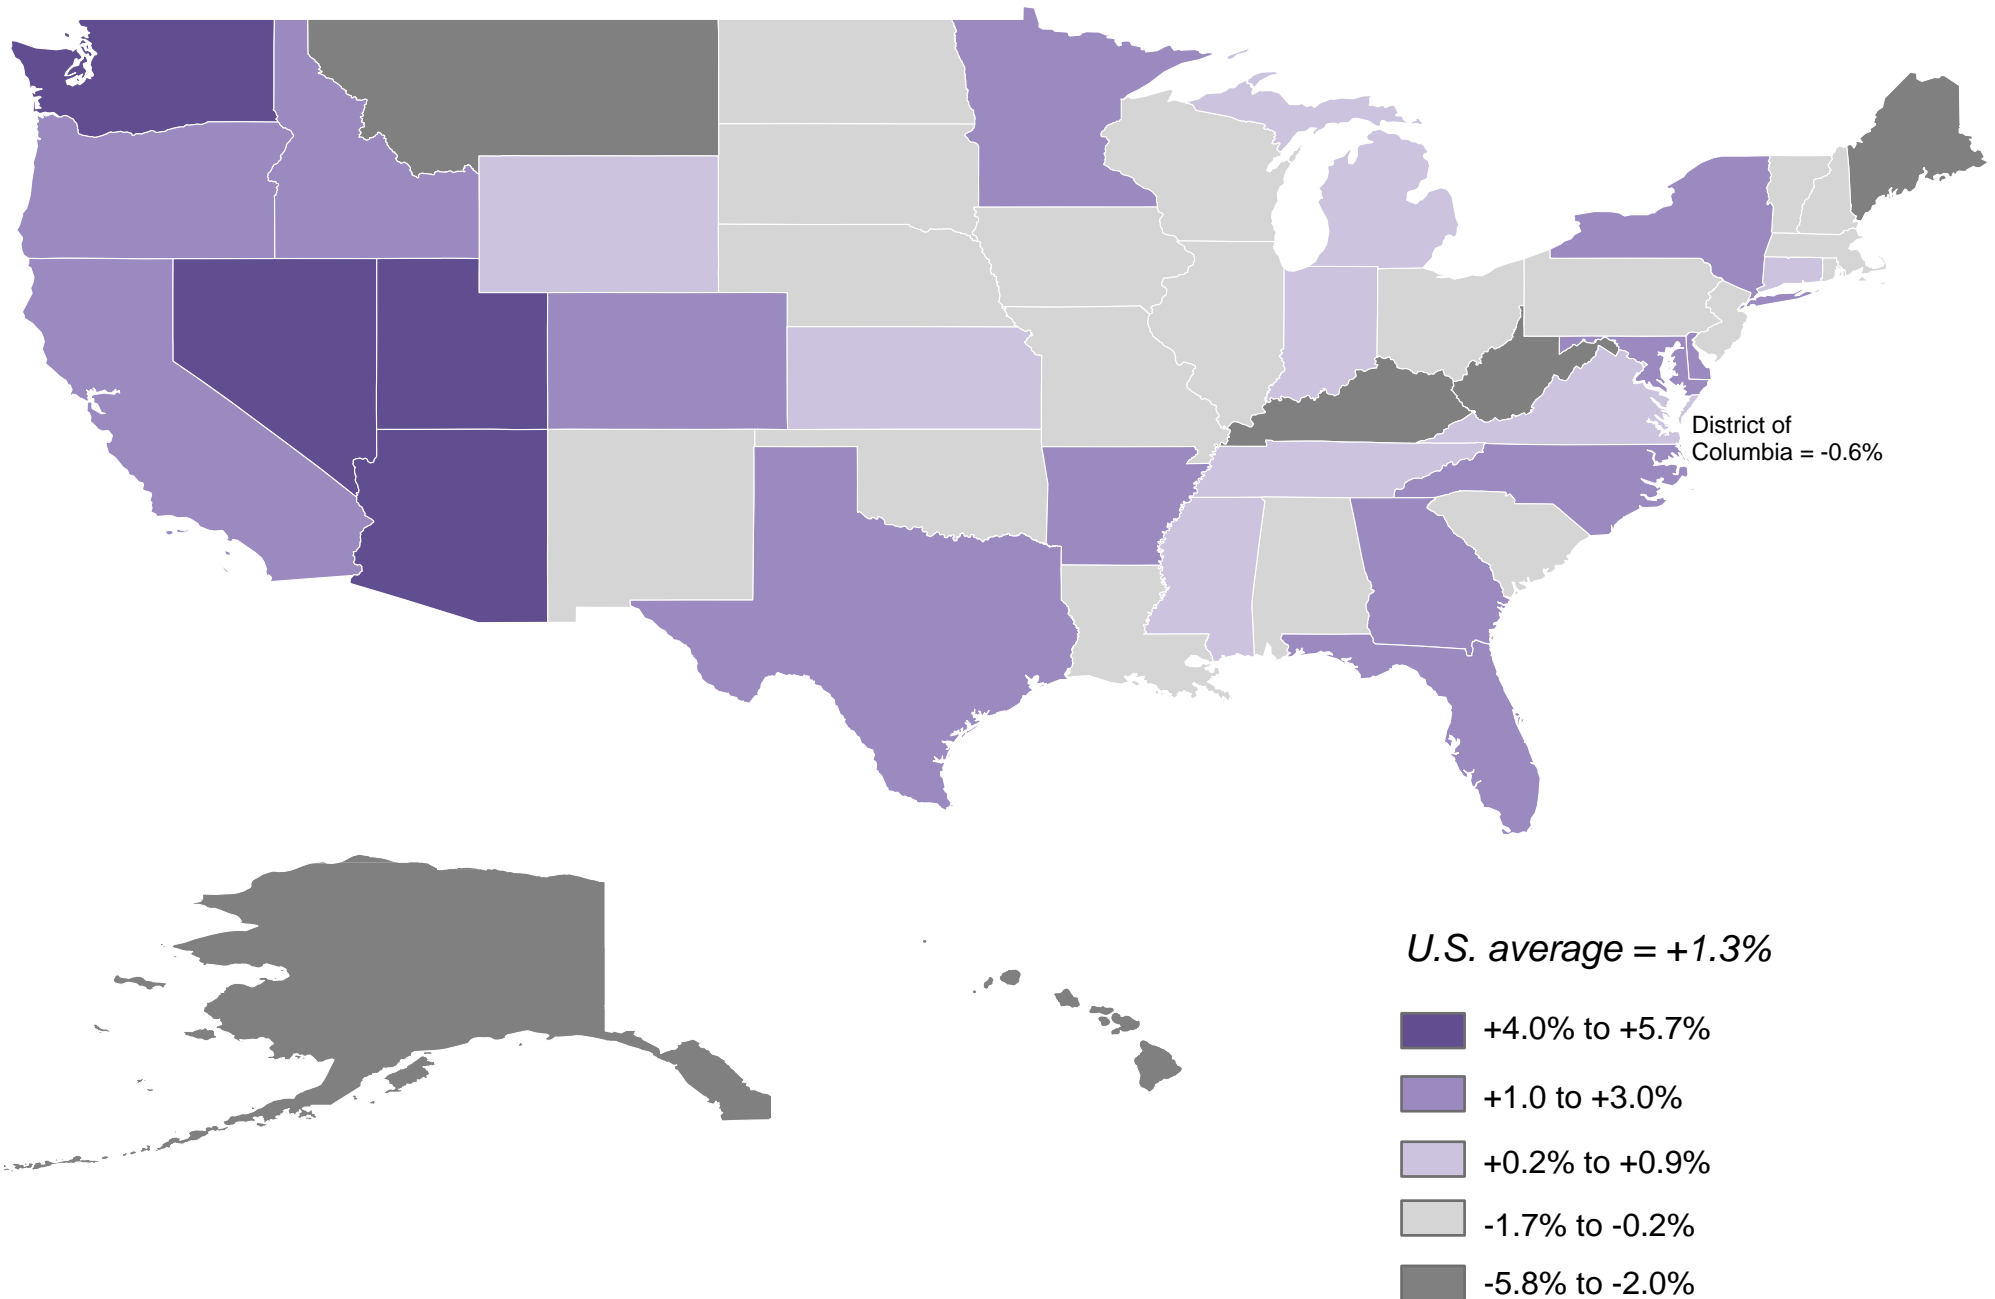 District of
Columbia = -0.6%
U.S. average = +1.3%
+4.0% to +5.7%
+1.0 to +3.0%
+0.2% to +0.9%
-1.7% to -0.2%
-5.8% to -2.0%